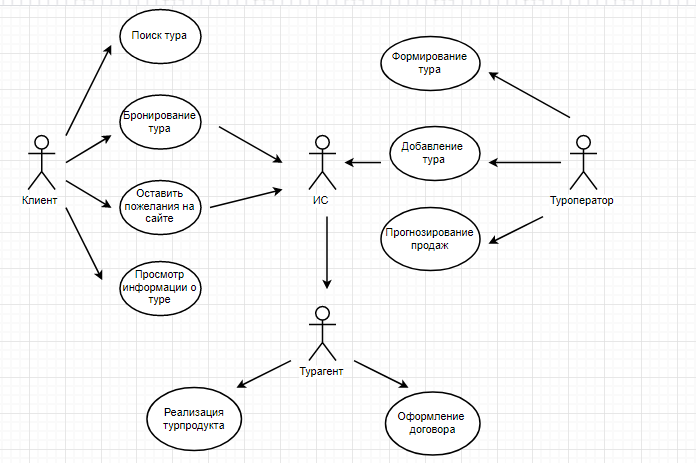 Поиск тура
Формирование
тура
Бронирование
тура
Добавление
тура
Клиент
ИС
Туроператор
Оставить
пожелания на
сайте
Прогнозирование
продаж
Просмотр
информации о
туре
Турагент
Реализация
турпродукта
Оформление
договора